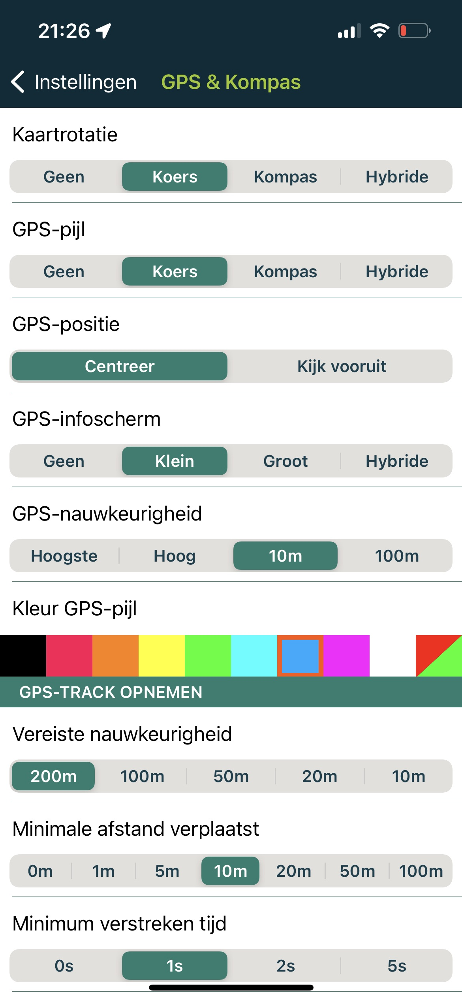 21:26
Instellingen GPS & Kompas
Kaartrotatie
Geen Koers Kompas Hybride
GPS-pijl
Geen Koers Kompas Hybride
GPS-positie
Centreer Kijk vooruit
GPS-infoscherm
Geen Klein Groot Hybride
GPS-nauwkeurigheid
Hoogste Hoog 10m 100m
Kleur GPS-pijl
GPS-TRACK OPNEMEN
Vereiste nauwkeurigheid
200m 100m 50m 20m 10m
Minimale afstand verplaatst
0m 1m 5m 10m 20m 50m 100m
Minimum verstreken tijd
0s 1s 2s 5s